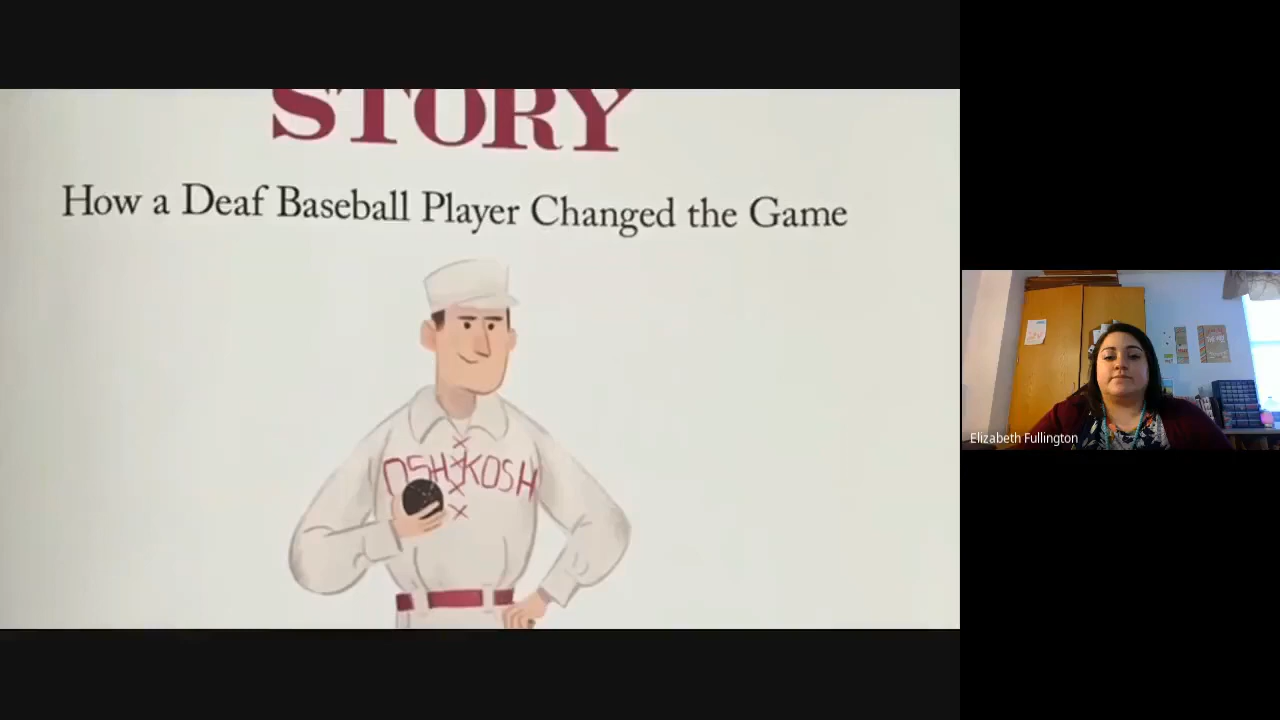 STORY
How a Deaf Baseball Player Changed the Game
OSHKOSH
Elizabeth Fullington